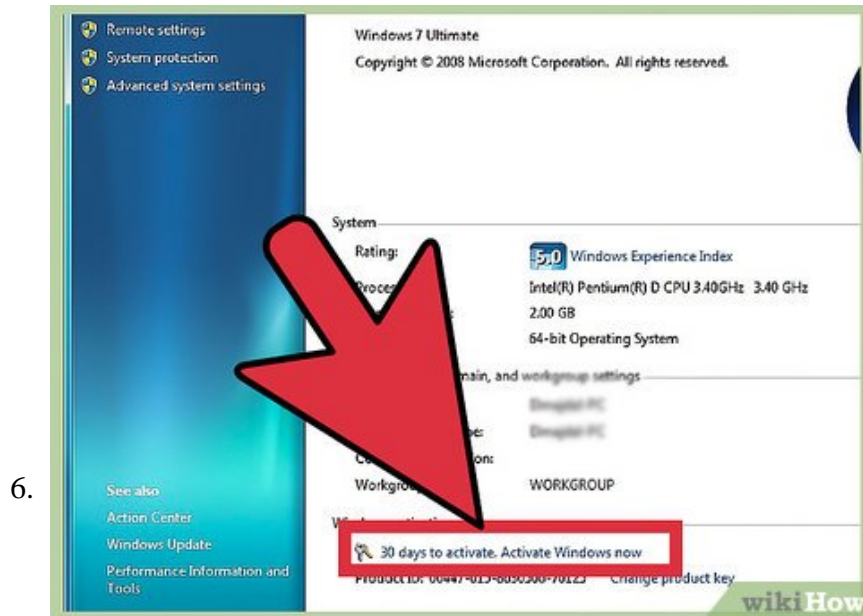 Remote settings
System protection
Advanced system settings
See also
Action Center
Windows Update
Performance Information and
Tools
Windows 7 Ultimate
Copyright © 2008 Microsoft Corporation. All rights reserved.
System
Rating:
5,0 Windows Experience Index
Intel(R) Pentium(R) D CPU 3.40GHz 3.40 GHz
2.00 GB
64-bit Operating System
and workgroup settings
Workgroup
WORKGROUP
30 days to activate. Activate Windows now
Product ID:
Change product key
6.
wikiHow